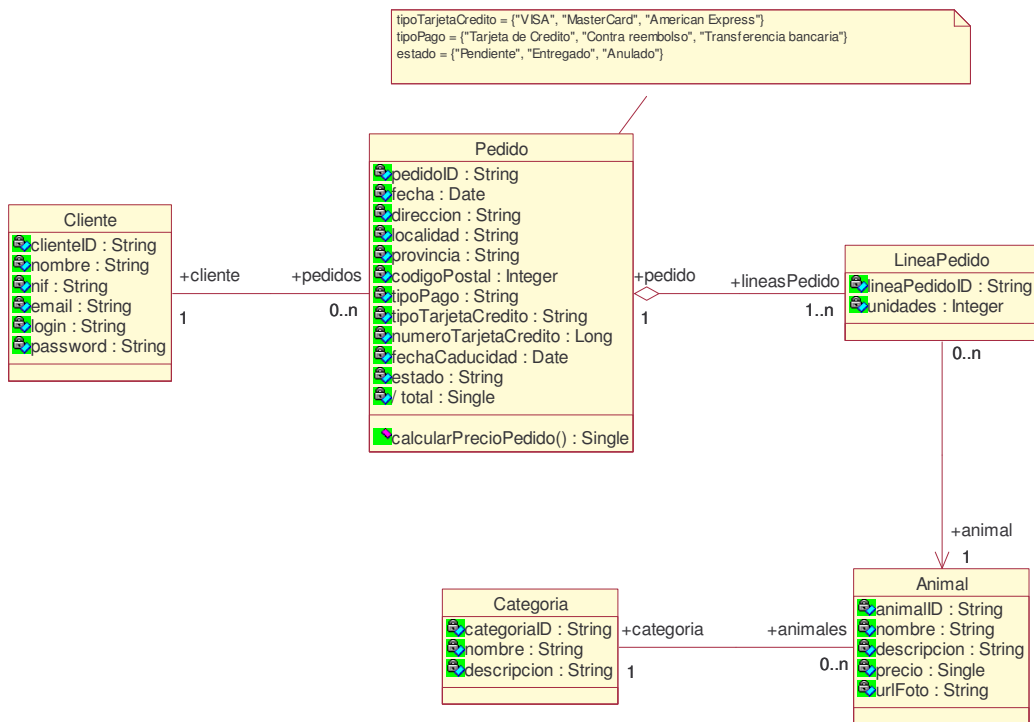 tipoTarjetaCredito = {"VISA", "MasterCard", "American Express"}
tipoPago = {"Tarjeta de Credito", "Contra reembolso", "Transferencia bancaria"}
estado = {"Pendiente", "Entregado", "Anulado"}
Pedido
pedidoID : String
fecha : Date
direccion : String
localidad : String
provincia : String
codigoPostal : Integer
tipoPago : String
tipoTarjetaCredito : String
numeroTarjetaCredito : Long
fechaCaducidad : Date
estado : String
/ total : Single
calcularPrecioPedido() : Single
Cliente
clienteID : String
nombre : String
nif : String
email : String
login : String
password : String
+cliente
1
+pedidos
0..n
+pedido
1
+lineasPedido
1..n
LineaPedido
lineaPedidoID : String
unidades : Integer
0..n
+animal
1
Animal
animalID : String
nombre : String
descripcion : String
precio : Single
urlFoto : String
Categoria
categoriaID : String
nombre : String
descripcion : String
+categoria
1
+animales
0..n